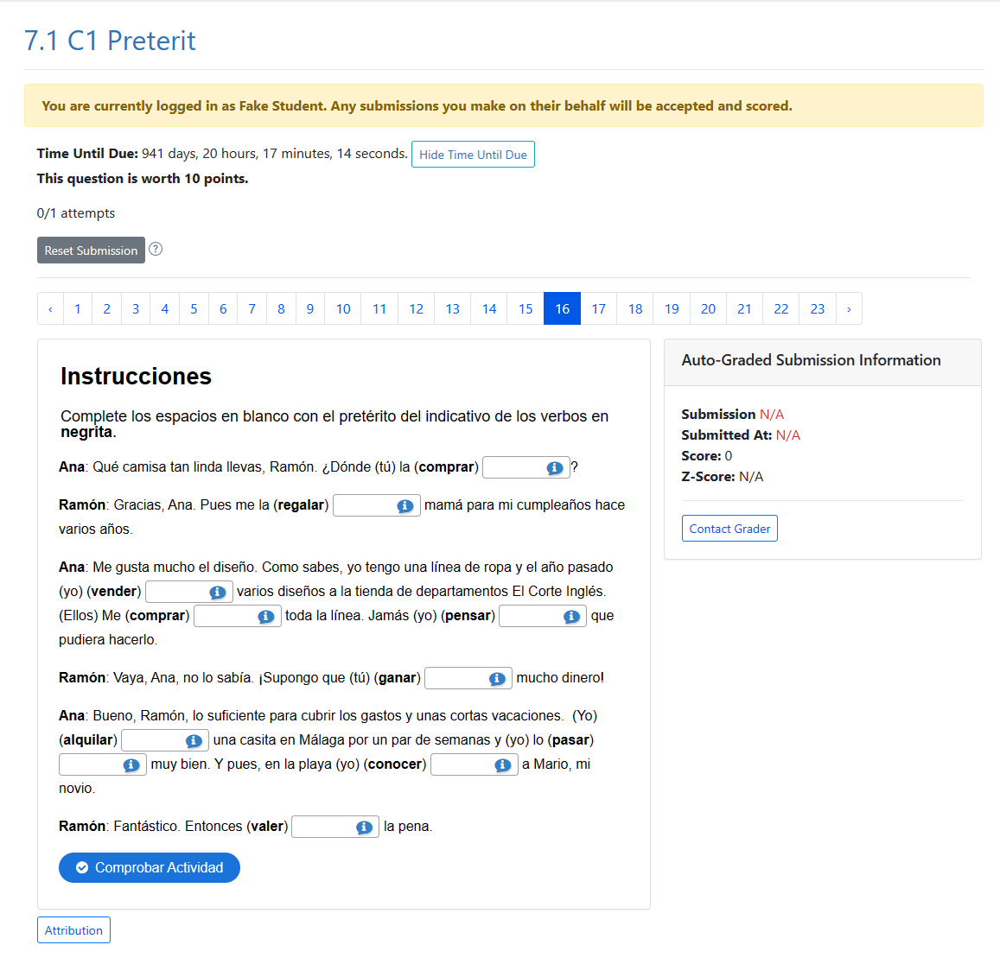 7.1 C1 Preterit
You are currently logged in as Fake Student. Any submissions you make on their behalf will be accepted and scored.
Time Until Due: 941 days, 20 hours, 17 minutes, 14 seconds. Hide Time Until Due
This question is worth 10 points.
0/1 attempts
Reset Submission ?
‹ 1 2 3 4 5 6 7 8 9 10 11 12 13 14 15 16 17 18 19 20 21 22 23 ›
Instrucciones
Complete los espacios en blanco con el pretérito del indicativo de los verbos en
negrita.
Ana: Qué camisa tan linda llevas, Ramón. ¿Dónde (tú) la (comprar) ?
Ramón: Gracias, Ana. Pues me la (regalar) mamá para mi cumpleaños hace
varios años.
Ana: Me gusta mucho el diseño. Como sabes, yo tengo una línea de ropa y el año pasado
(yo) (vender) varios diseños a la tienda de departamentos El Corte Inglés.
(Ellos) Me (comprar) toda la línea. Jamás (yo) (pensar) que
pudiera hacerlo.
Ramón: Vaya, Ana, no lo sabía. ¡Supongo que (tú) (ganar) mucho dinero!
Ana: Bueno, Ramón, lo suficiente para cubrir los gastos y unas cortas vacaciones. (Yo)
(alquilar) una casita en Málaga por un par de semanas y (yo) lo (pasar)
muy bien. Y pues, en la playa (yo) (conocer) a Mario, mi
novio.
Ramón: Fantástico. Entonces (valer) la pena.
Comprobar Actividad
Attribution
Auto-Graded Submission Information
Submission N/A
Submitted At: N/A
Score: 0
Z-Score: N/A
Contact Grader